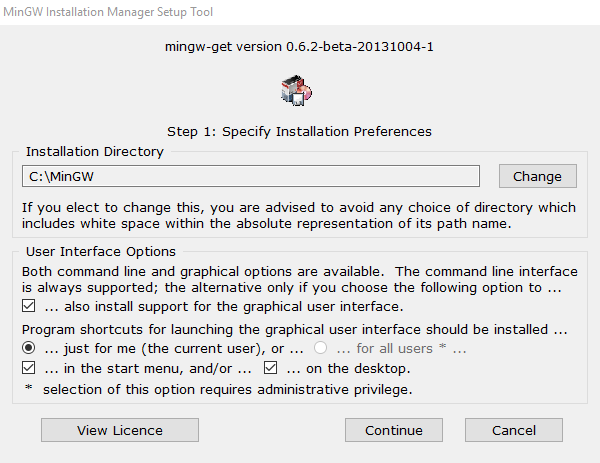 MinGW Installation Manager Setup Tool
mingw-get version 0.6.2-beta-20131004-1
Step 1: Specify Installation Preferences
Installation Directory
C:\MinGW
Change
If you elect to change this, you are advised to avoid any choice of directory which
includes white space within the absolute representation of its path name.
User Interface Options
Both command line and graphical options are available.  The command line interface
is always supported; the alternative only if you choose the following option to ...
... also install support for the graphical user interface.
Program shortcuts for launching the graphical user interface should be installed ...
... just for me (the current user), or ... ... for all users * ...
... in the start menu, and/or ... ... on the desktop.
* selection of this option requires administrative privilege.
View Licence Continue Cancel